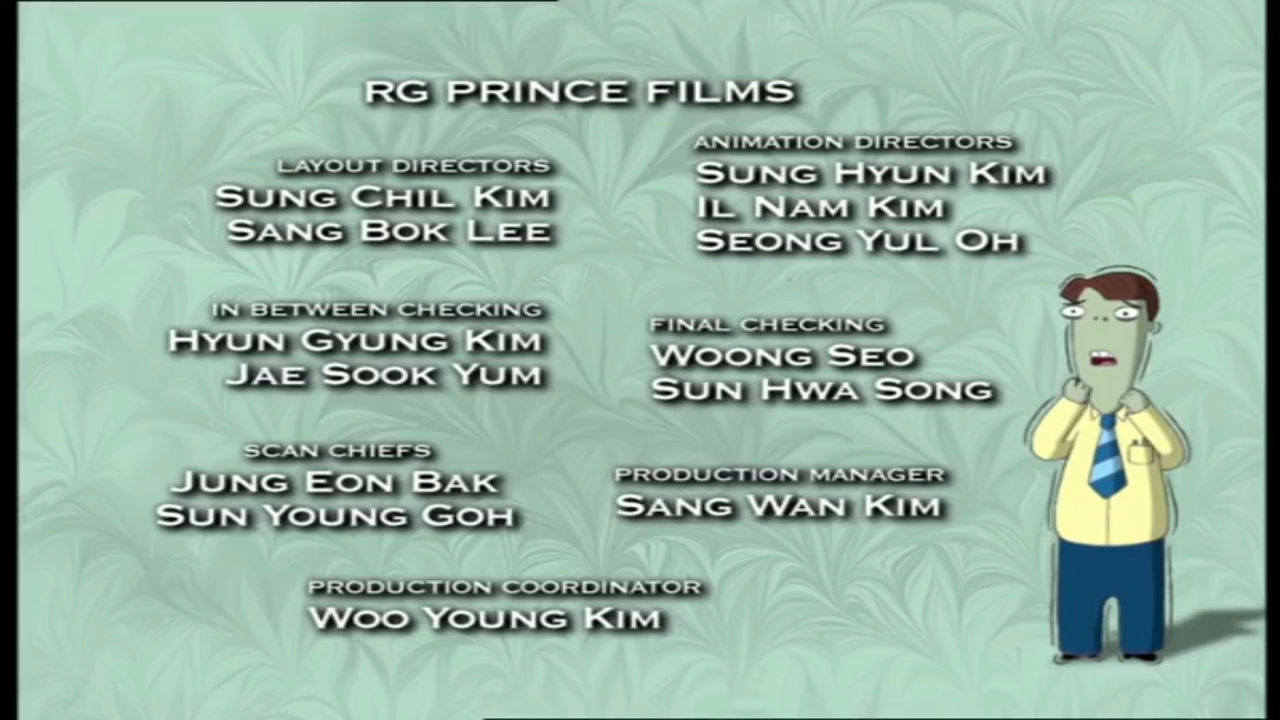 RG PRINCE FILMS
LAYOUT DIRECTORS
SUNG CHIL KIM
SANG BOK LEE
ANIMATION DIRECTORS
SUNG HYUN KIM
IL NAM KIM
SEONG YUL OH
IN BETWEEN CHECKING
HYUN GYUNG KIM
JAE SOOK YUM
FINAL CHECKING
WOONG SEO
SUN HWA SONG
SCAN CHIEFS
JUNG EON BAK
SUN YOUNG GOH
PRODUCTION MANAGER
SANG WAN KIM
PRODUCTION COORDINATOR
WOO YOUNG KIM